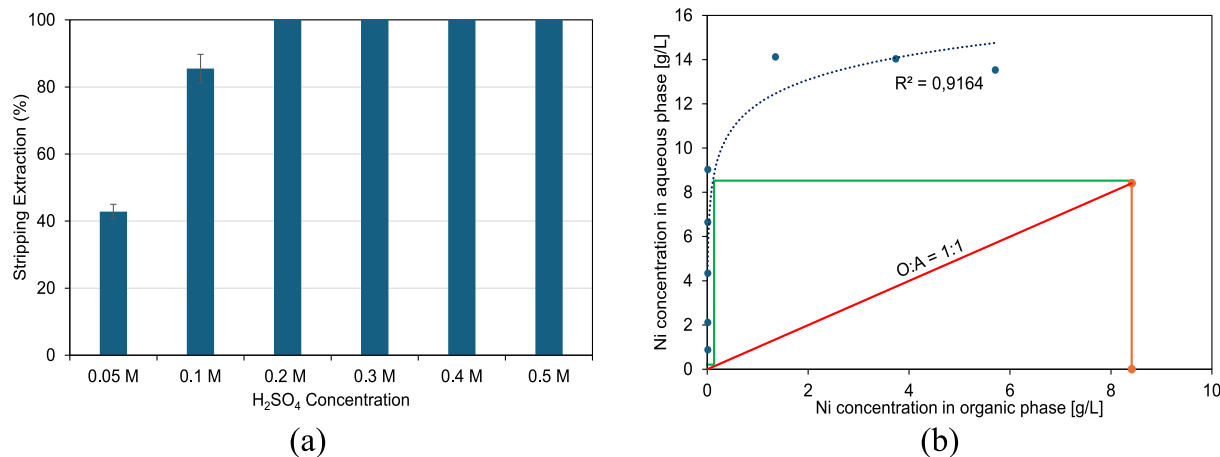 100
80
60
40
20
0
Stripping Extraction (%)
0.05 M 0.1 M 0.2 M 0.3 M 0.4 M 0.5 M
H₂SO₄ Concentration
(a)
16
14
12
10
8
6
4
2
0
Ni concentration in aqueous phase [g/L]
R² = 0,9164
O:A = 1:1
0 2 4 6 8 10
Ni concentration in organic phase [g/L]
(b)